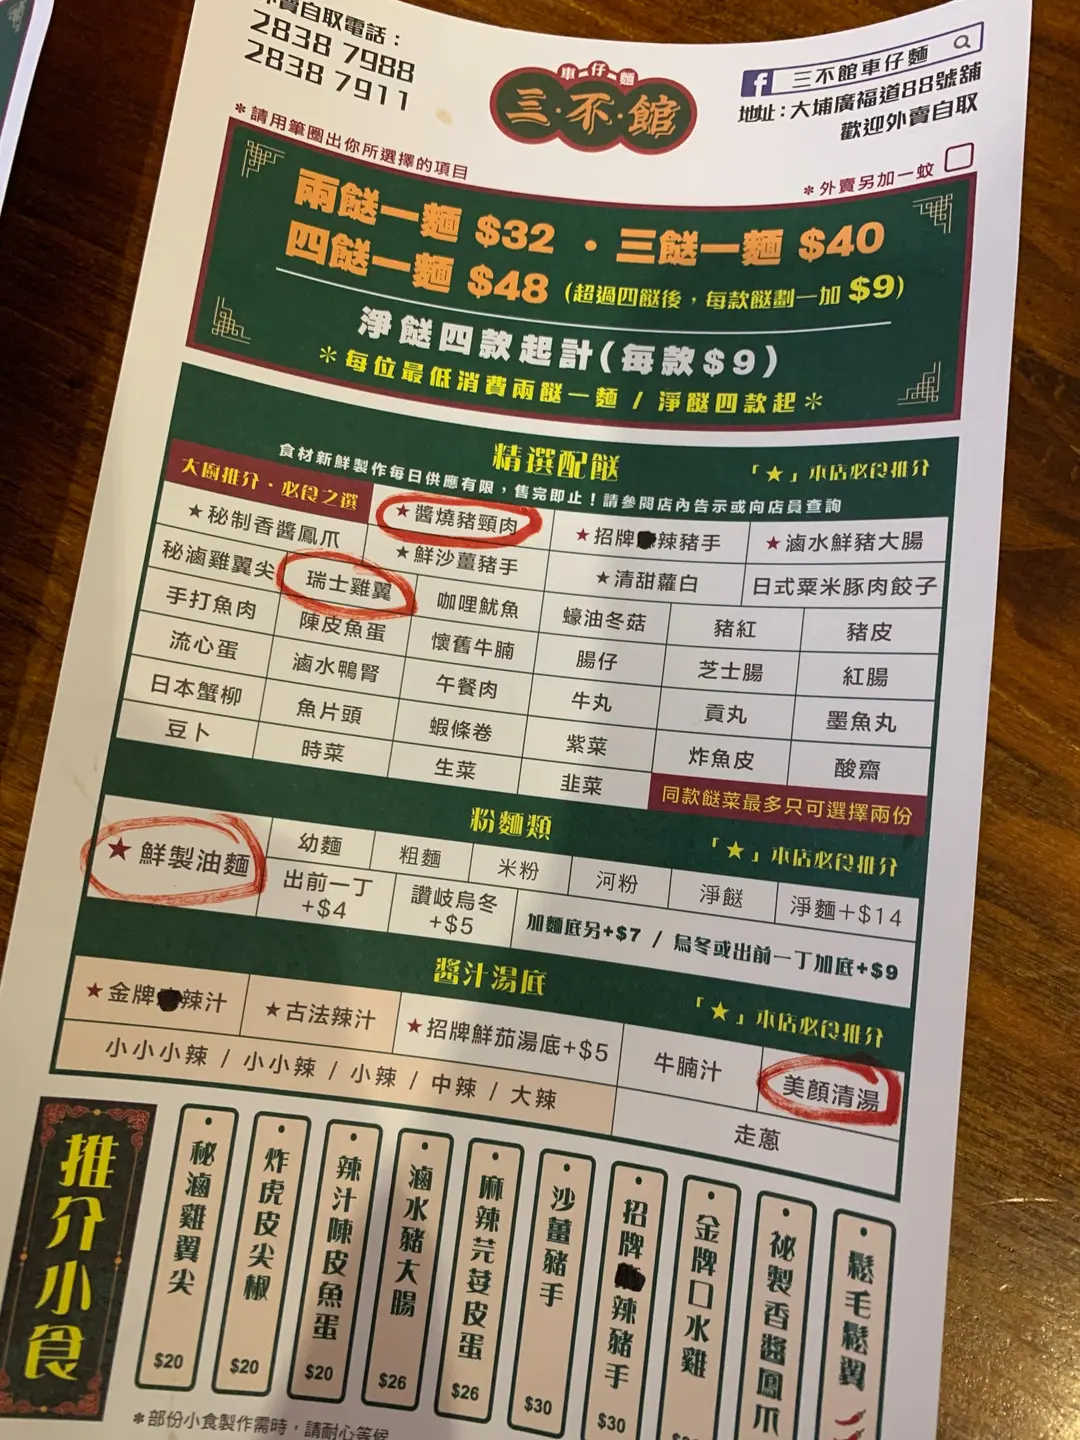 外賣自取電話：
2838 7988
2838 7911
車仔麵
三·不·館
三不館車仔麵
地址：大埔廣福道88號舖
歡迎外賣自取
*請用筆圈出你所選擇的項目
*外賣另加一蚊
兩餸一麵 $32 · 三餸一麵 $40
四餸一麵 $48 (超過四餸後，每款餸劃一加 $9)
淨餸四款起計(每款$9)
*每位最低消費兩餸一麵 / 淨餸四款起*
精選配餸
「★」本店必食推介
食材新鮮製作每日供應有限，售完即止！請參閱店內告示或向店員查詢
大廚推介·必食之選
★醬燒豬頸肉
★招牌 辣豬手
★滷水鮮豬大腸
★秘制香醬鳳爪
★鮮沙薑豬手
★清甜蘿白
日式粟米豚肉餃子
秘滷雞翼尖
瑞士雞翼
咖哩魷魚
蠔油冬菇
豬紅
豬皮
手打魚肉
陳皮魚蛋
懷舊牛腩
腸仔
芝士腸
紅腸
流心蛋
滷水鴨腎
午餐肉
牛丸
貢丸
墨魚丸
日本蟹柳
魚片頭
蝦條卷
紫菜
炸魚皮
酸齋
豆卜
時菜
生菜
韭菜
同款餸菜最多只可選擇兩份
粉麵類
「★」本店必食推介
★鮮製油麵
幼麵
粗麵
米粉
河粉
淨餸
淨麵+$14
出前一丁
+$4
讚岐烏冬
+$5
加麵底另+$7 / 烏冬或出前一丁加底+$9
醬汁湯底
「★」本店必食推介
★金牌 辣汁
★古法辣汁
★招牌鮮茄湯底+$5
牛腩汁
美顏清湯
小小小辣 / 小小辣 / 小辣 / 中辣 / 大辣
走蔥
推介小食
秘滷雞翼尖
$20
炸虎皮尖椒
$20
辣汁陳皮魚蛋
$20
滷水豬大腸
$26
麻辣芫荽皮蛋
$26
沙薑豬手
$30
招牌 辣豬手
$30
金牌口水雞
祕製香醬鳳爪
鬆毛鬆翼
*部份小食製作需時，請耐心等候